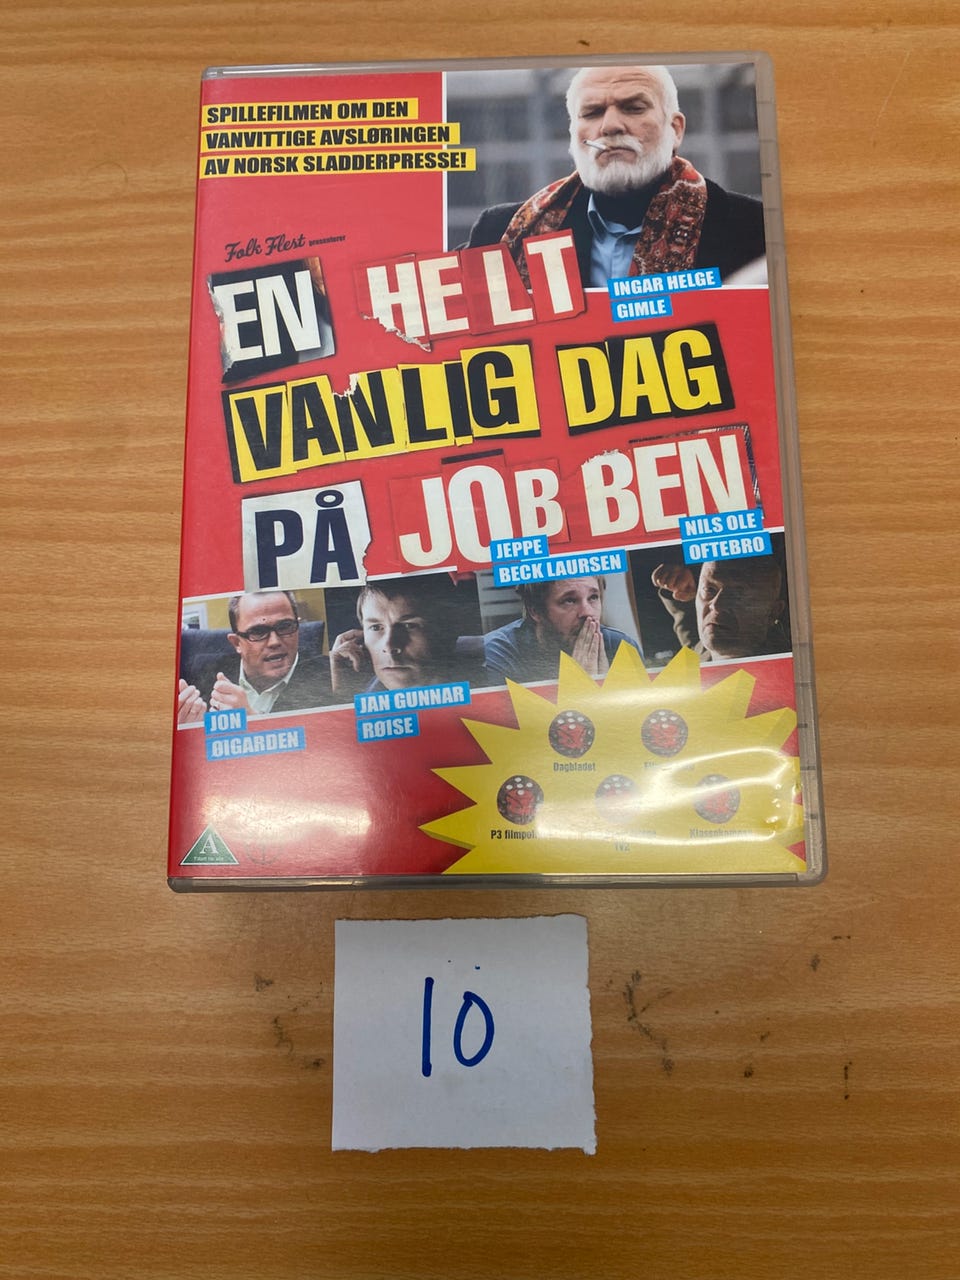 SPILLEFILMEN OM DEN
VANVITTIGE AVSLØRINGEN
AV NORSK SLADDERPRESSE!
Folk Flest presenterer
EN HELT
VANLIG DAG
PÅ JOBBEN
INGAR HELGE
GIMLE
NILS OLE
OFTEBRO
JEPPE
BECK LAURSEN
JAN GUNNAR
RØISE
JON
ØIGARDEN
Dagbladet
P3
TV2
A
10